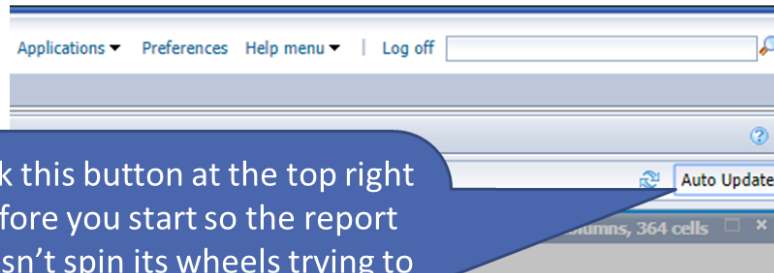 Applications Preferences Help menu | Log off
k this button at the top right
fore you start so the report
sn't spin its wheels trying to
Auto Update
umns, 364 cells